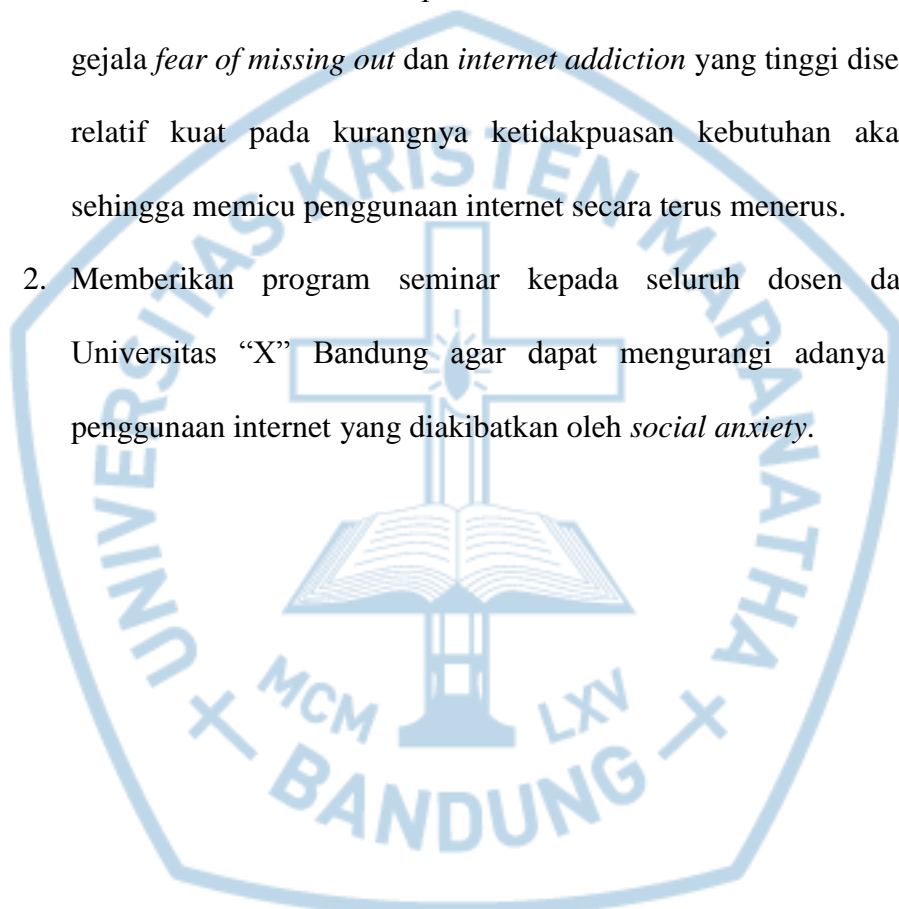 gejala fear of missing out dan internet addiction yang tinggi dise
relatif kuat pada kurangnya ketidakpuasan kebutuhan aka
sehingga memicu penggunaan internet secara terus menerus.
2. Memberikan program seminar kepada seluruh dosen da
Universitas “X” Bandung agar dapat mengurangi adanya
penggunaan internet yang diakibatkan oleh social anxiety.
UNIVERSITAS KRISTEN MARANATHA
MCM LXV
BANDUNG